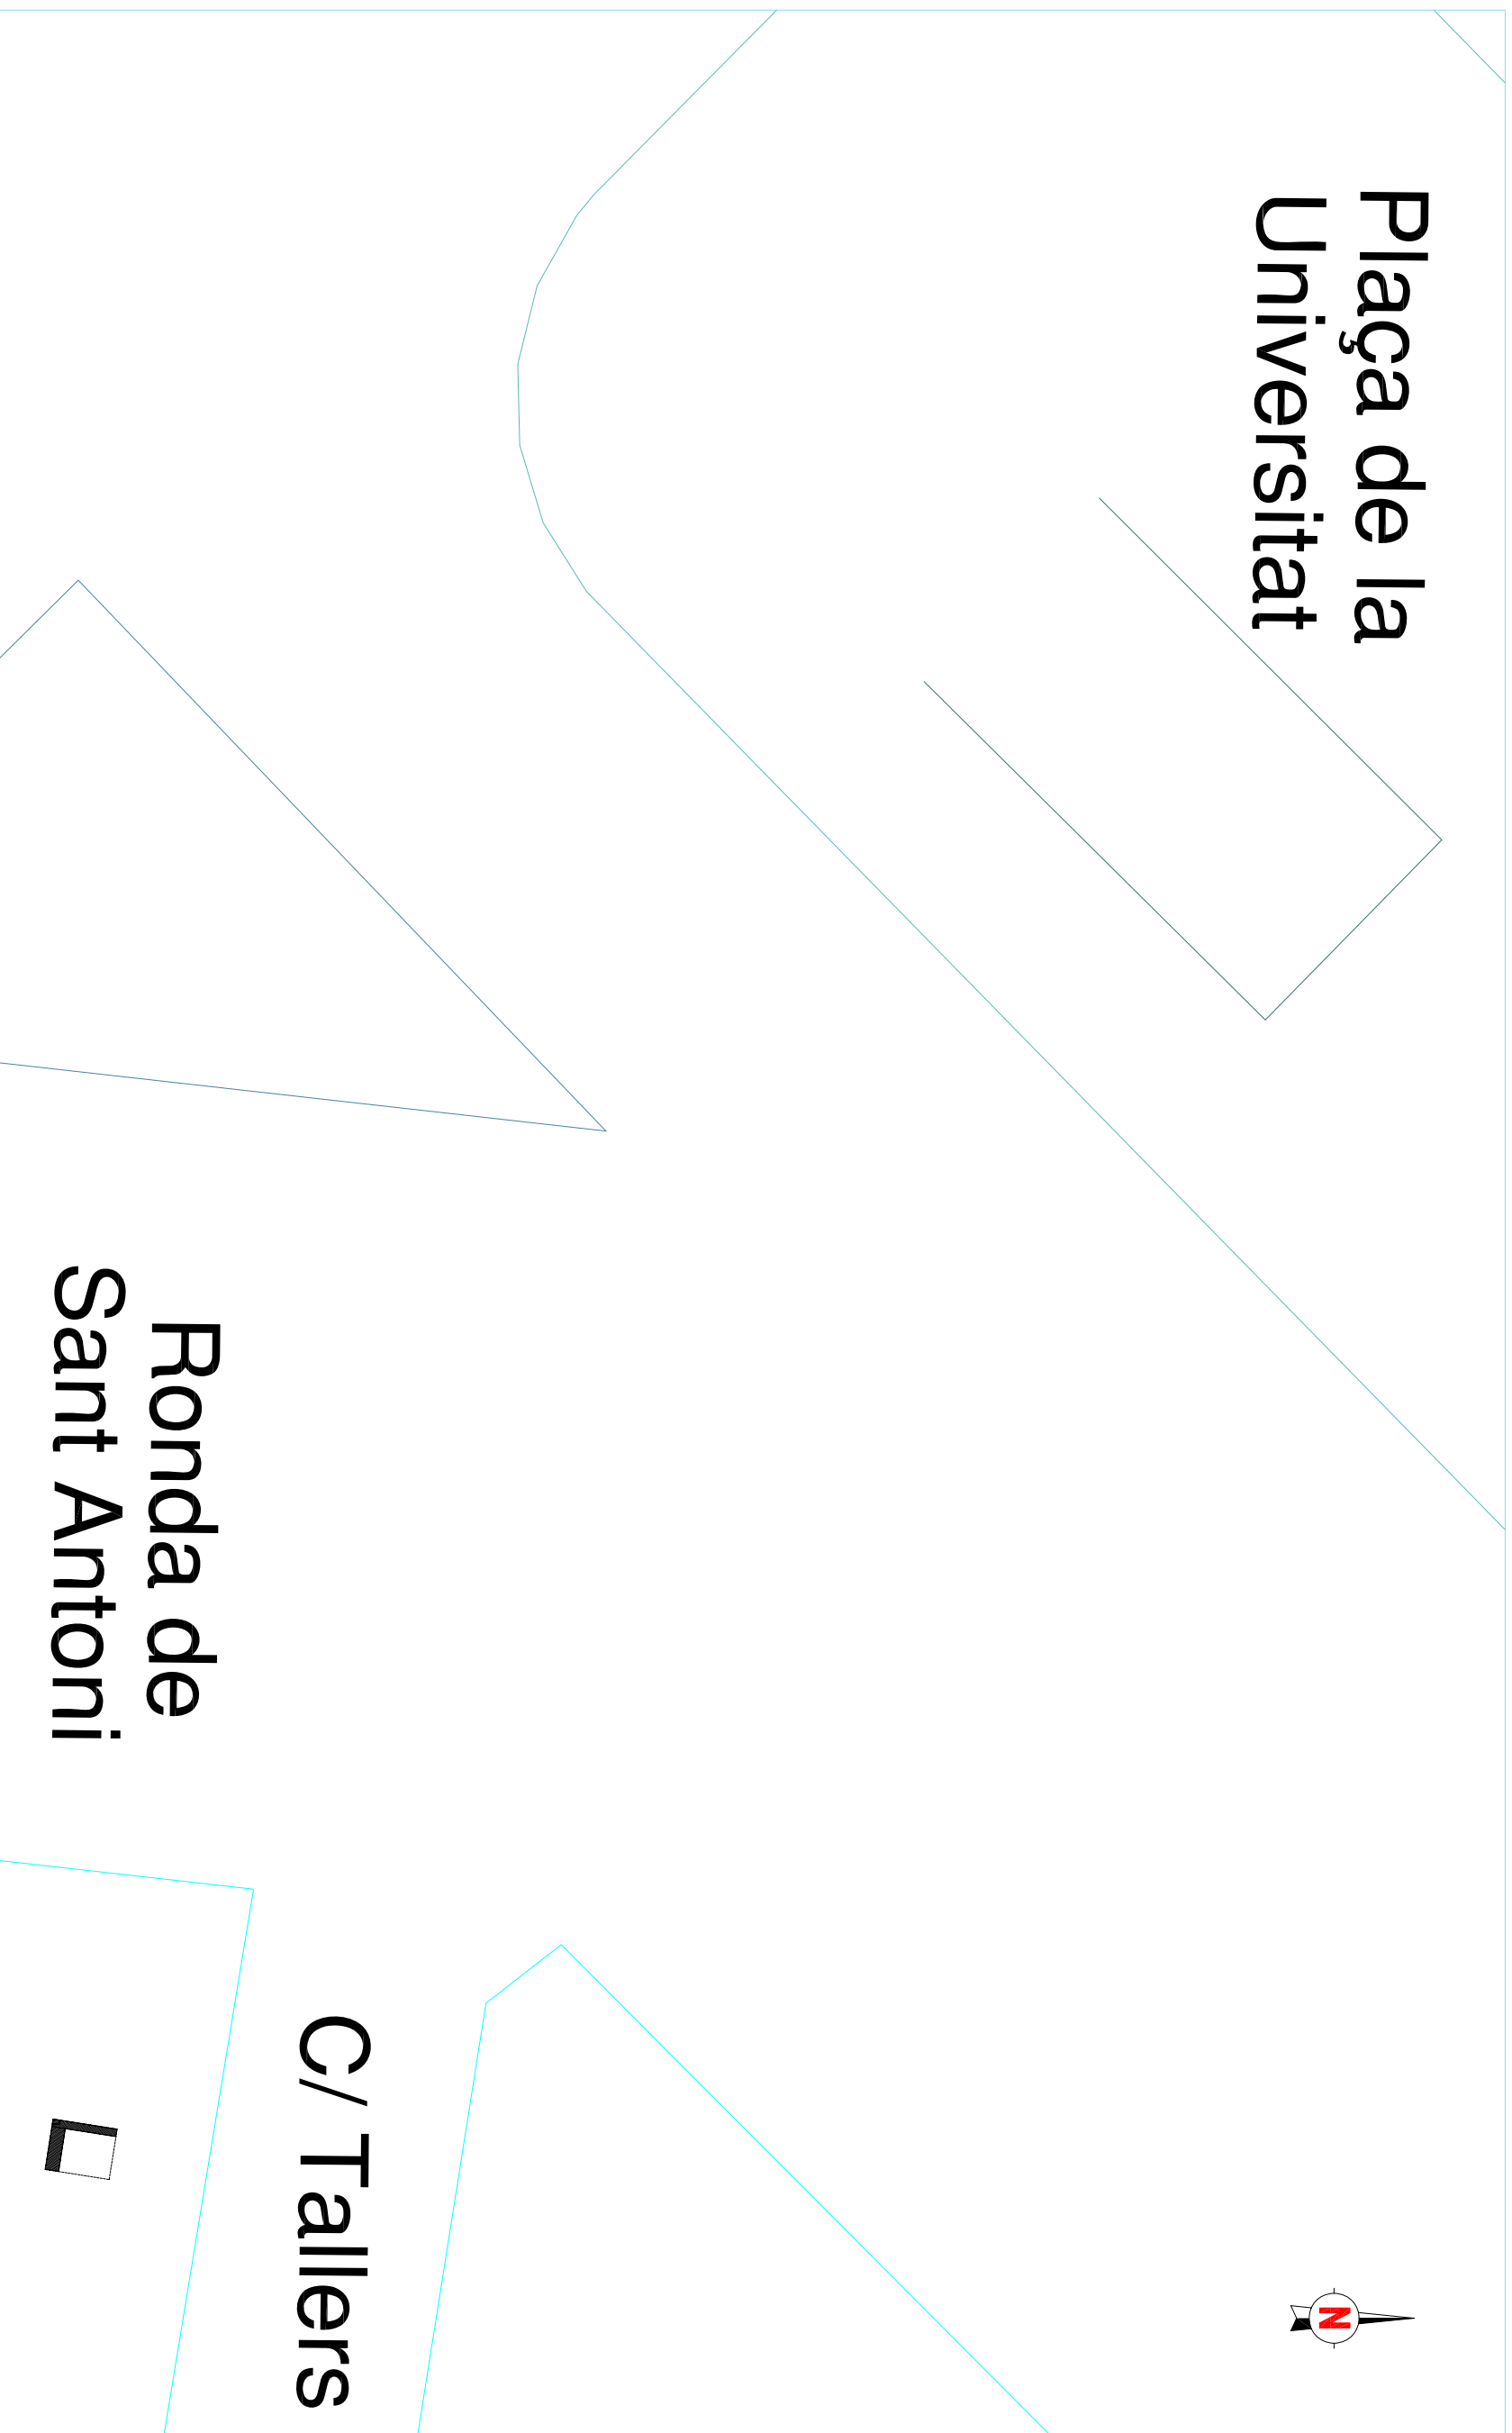 Plaça de la
Universitat
Ronda de
Sant Antoni
C/ Tallers
N